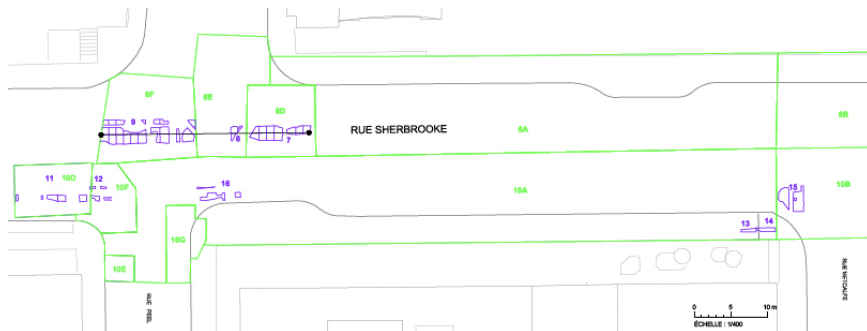 6F
6E
6D
6A
6B
9
8
7
RUE SHERBROOKE
11
10D
12
10F
16
10A
15
10B
13
14
10G
10E
RUE PEEL
RUE METCALFE
0 5 10 m
ÉCHELLE : 1/400